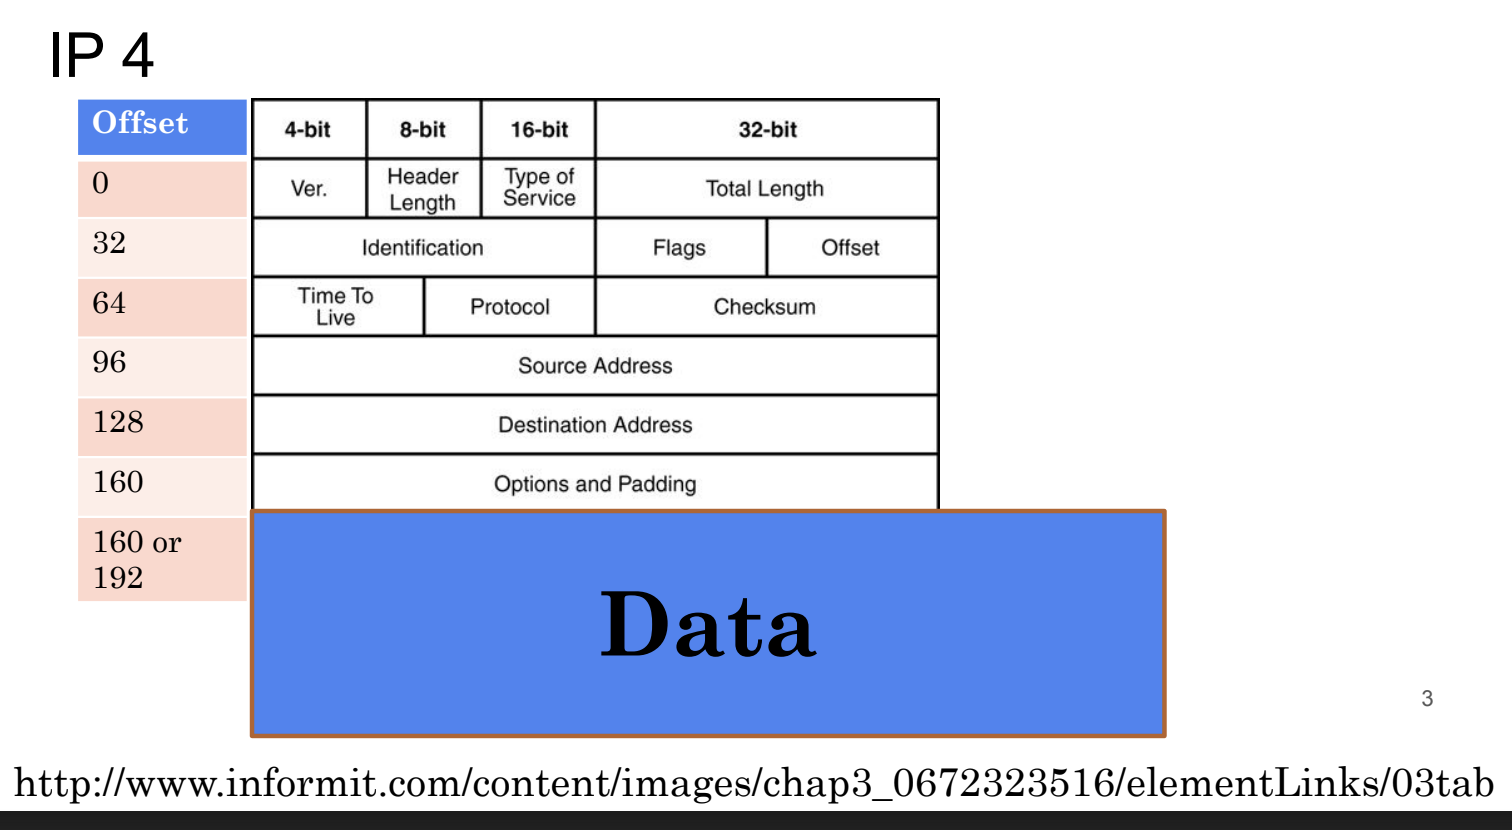 IP 4
Offset 4-bit 8-bit 16-bit 32-bit
0 Ver. Header Length Type of Service Total Length
32 Identification Flags Offset
64 Time To Live Protocol Checksum
96 Source Address
128 Destination Address
160 Options and Padding
160 or
192
Data
3
http://www.informit.com/content/images/chap3_0672323516/elementLinks/03tab